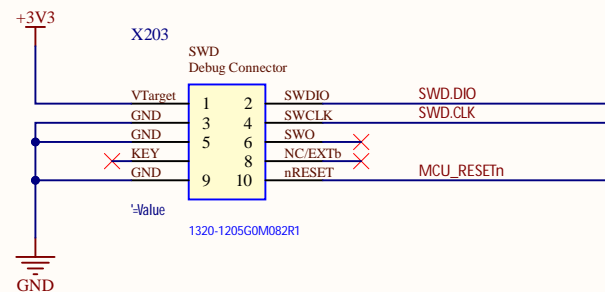 +3V3
X203
SWD
Debug Connector
VTarget 1 2 SWDIO SWD.DIO
GND 3 4 SWCLK SWD.CLK
GND 5 6 SWO
KEY 8 NC/EXTb
GND 9 10 nRESET MCU_RESETn
'=Value
1320-1205G0M082R1
GND